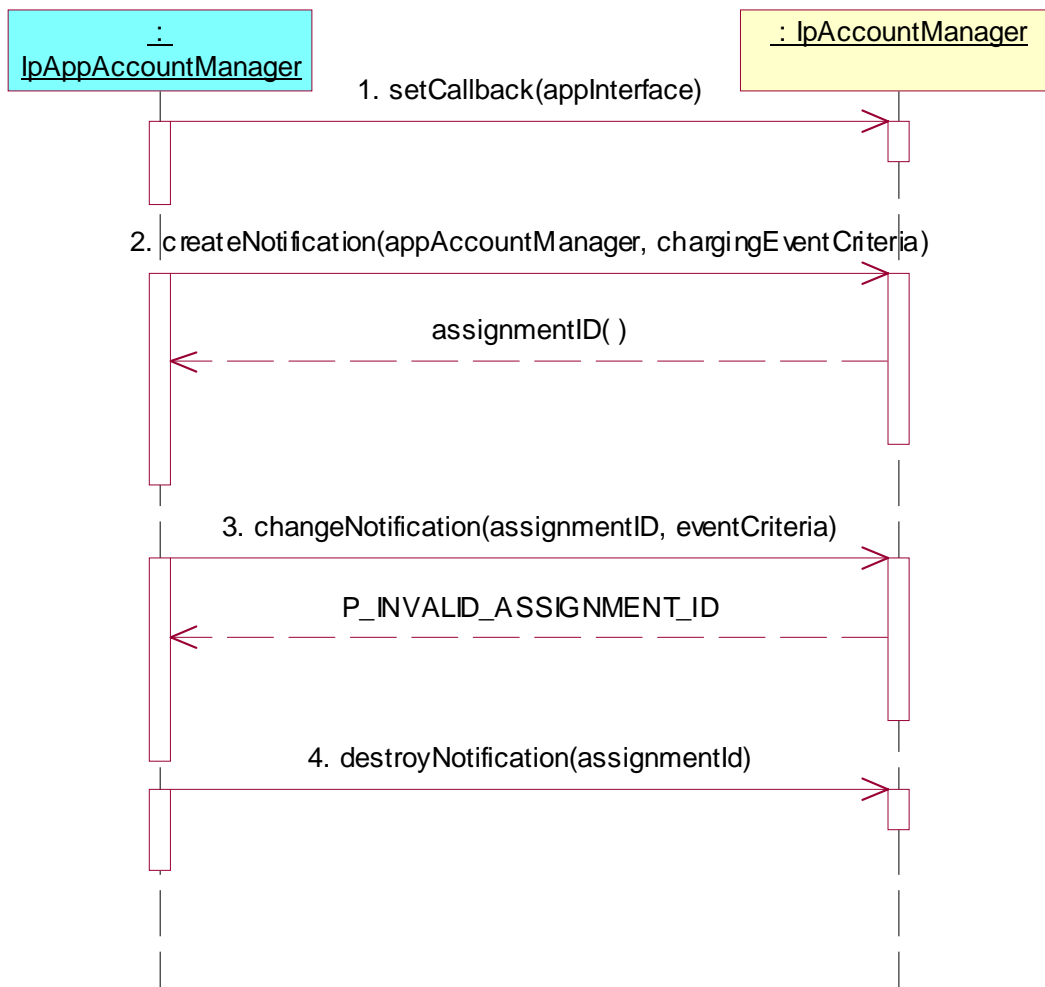 :
IpAppAccountManager
: IpAccountManager
1. setCallback(appInterface)
2. createNotification(appAccountManager, chargingEventCriteria)
assignmentID( )
3. changeNotification(assignmentID, eventCriteria)
P_INVALID_ASSIGNMENT_ID
4. destroyNotification(assignmentId)